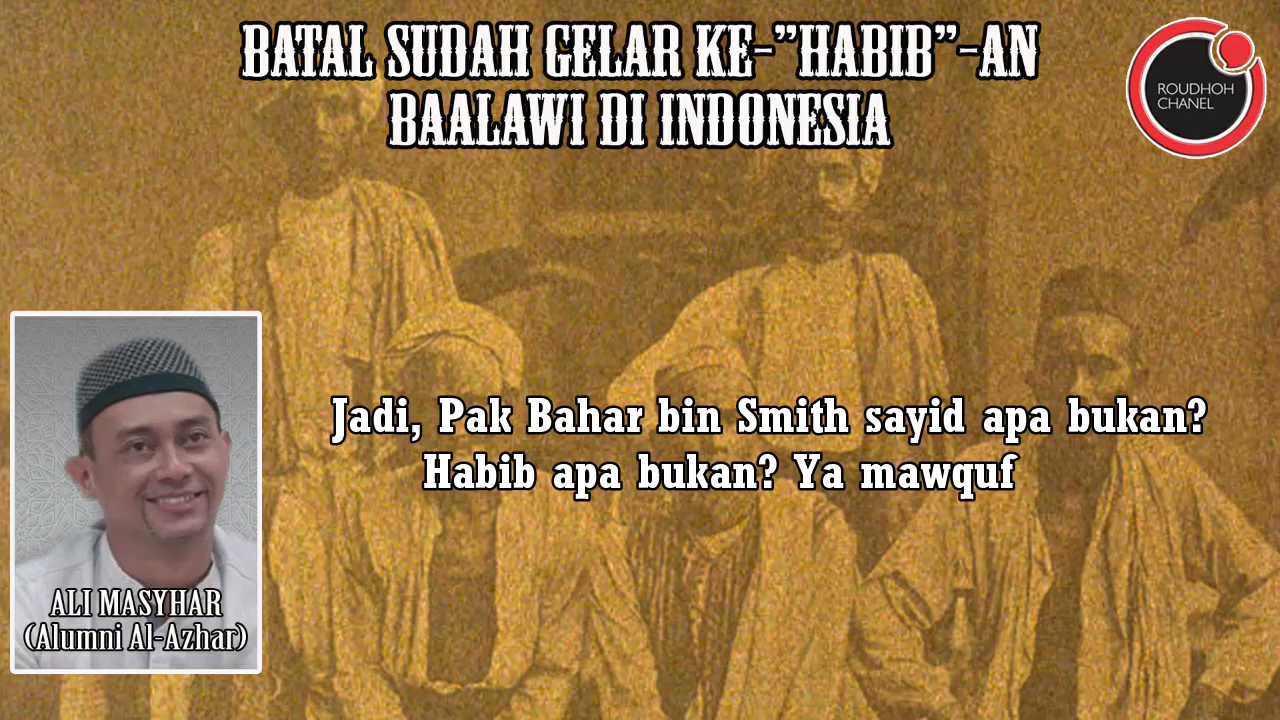 BATAL SUDAH GELAR KE-"HABIB"-AN
BAALAWI DI INDONESIA
ROUDHOH
CHANEL
Jadi, Pak Bahar bin Smith sayid apa bukan?
Habib apa bukan? Ya mawquf
ALI MASYHAR
(Alumni Al-Azhar)